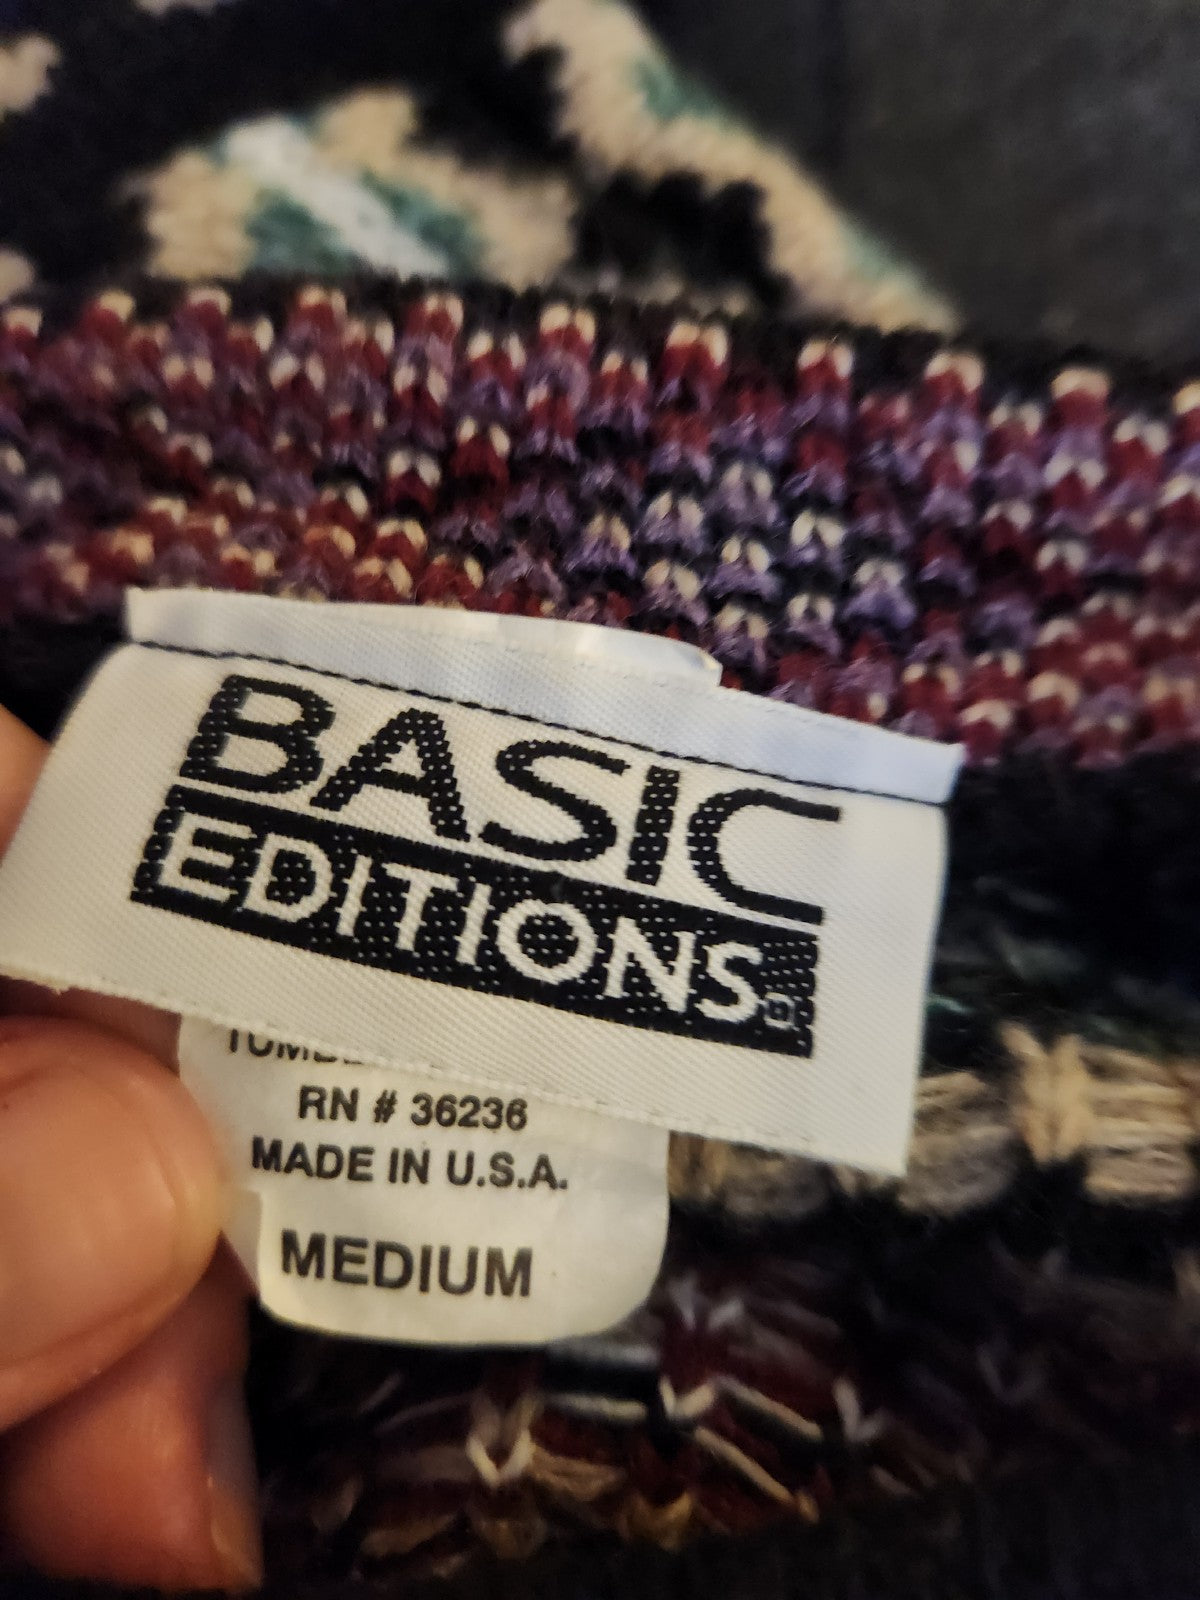 BASIC
EDITIONS
RN # 36236
MADE IN U.S.A.
MEDIUM